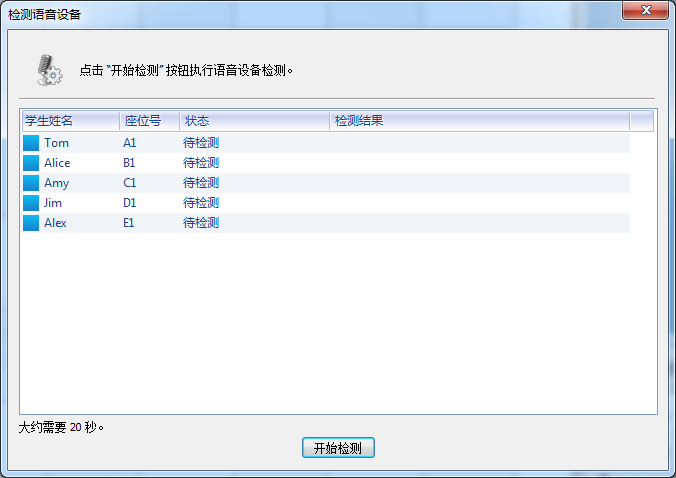 检测语音设备
点击 “开始检测” 按钮执行语音设备检测。
学生姓名 座位号 状态 检测结果
Tom A1 待检测
Alice B1 待检测
Amy C1 待检测
Jim D1 待检测
Alex E1 待检测
大约需要 20 秒。
开始检测